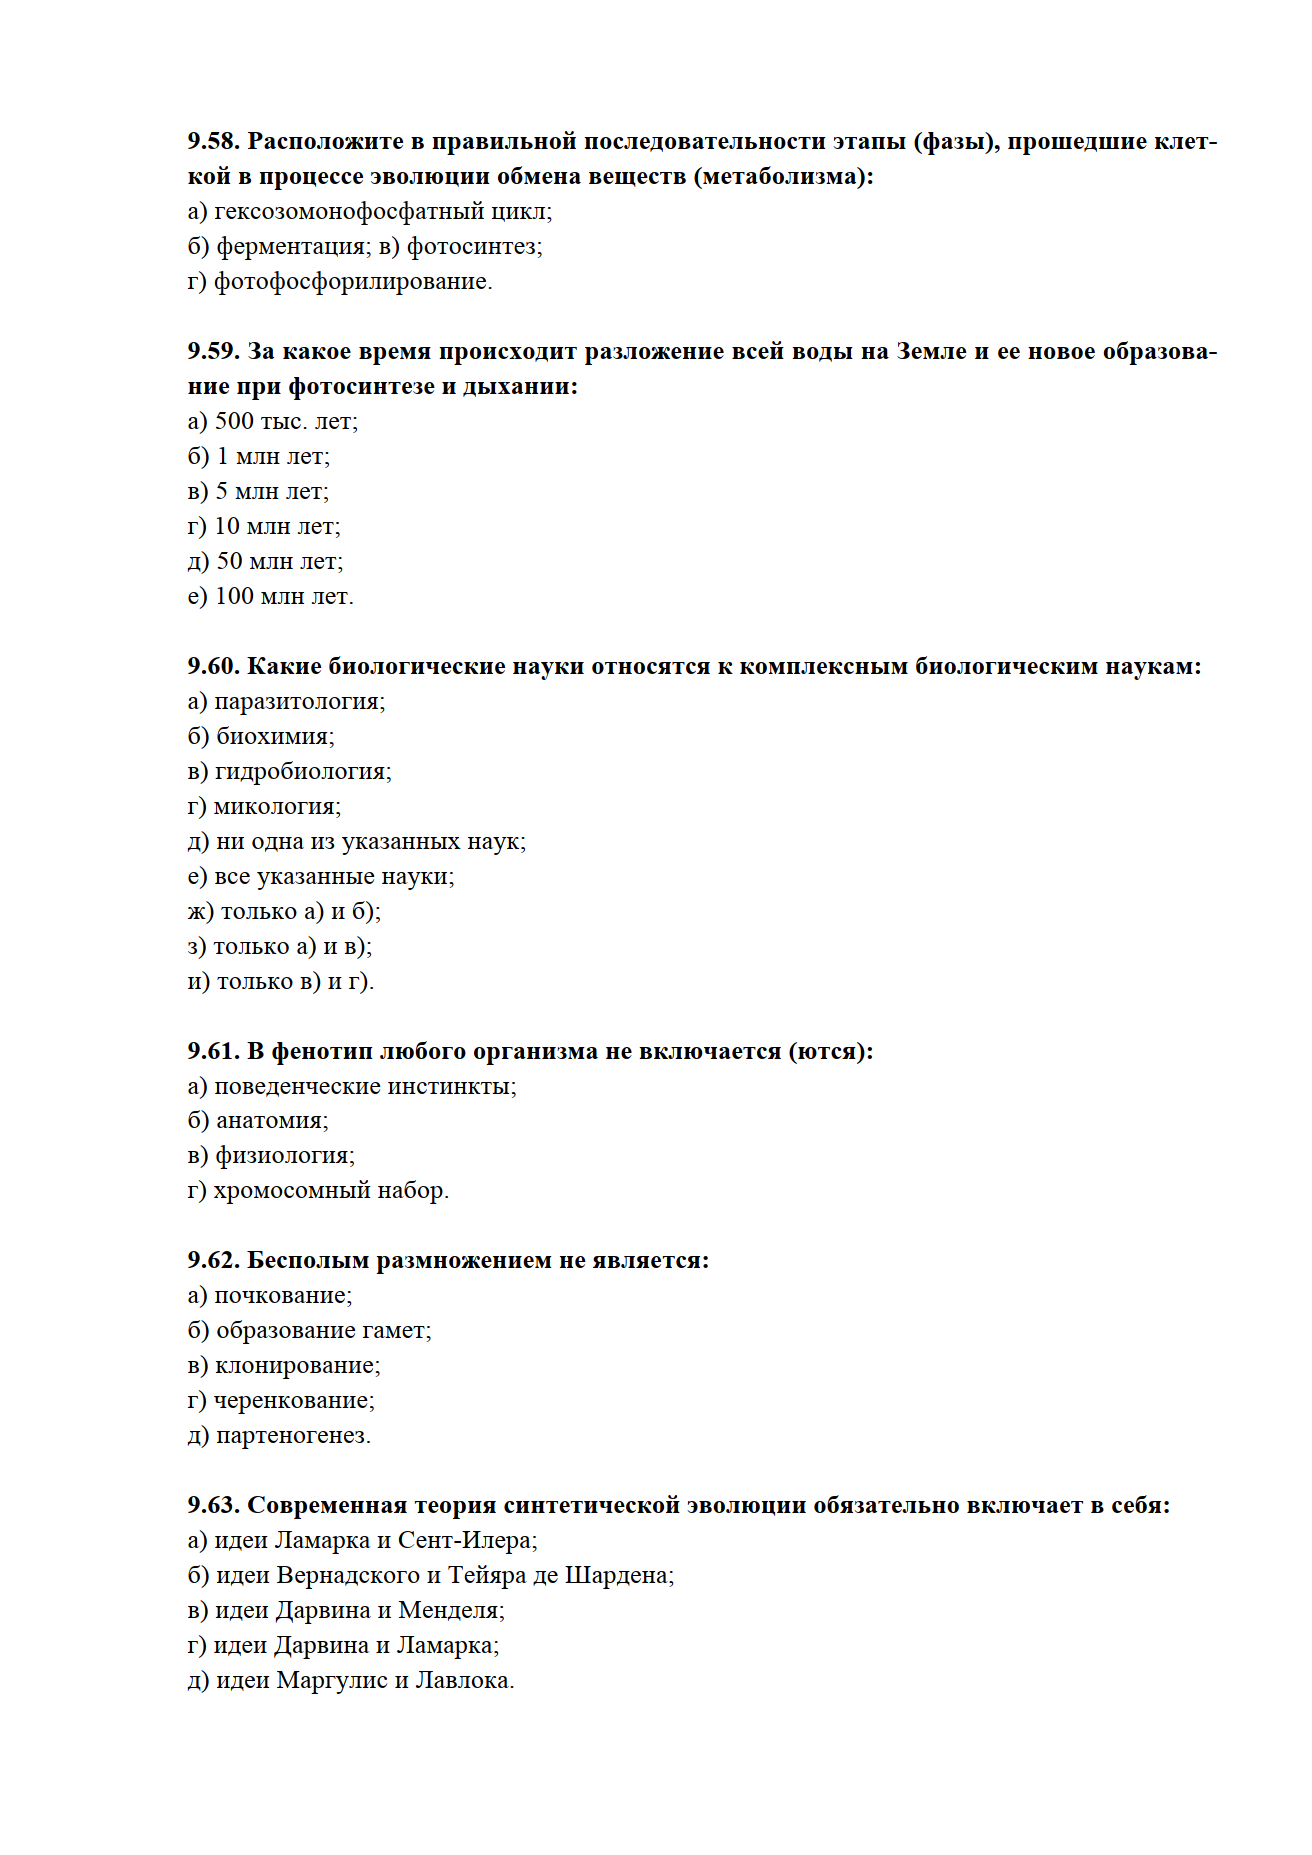 9.58. Расположите в правильной последовательности этапы (фазы), прошедшие клет-
кой в процессе эволюции обмена веществ (метаболизма):
а) гексозомонофосфатный цикл;
б) ферментация; в) фотосинтез;
г) фотофосфорилирование.
9.59. За какое время происходит разложение всей воды на Земле и ее новое образова-
ние при фотосинтезе и дыхании:
а) 500 тыс. лет;
б) 1 млн лет;
в) 5 млн лет;
г) 10 млн лет;
д) 50 млн лет;
е) 100 млн лет.
9.60. Какие биологические науки относятся к комплексным биологическим наукам:
а) паразитология;
б) биохимия;
в) гидробиология;
г) микология;
д) ни одна из указанных наук;
е) все указанные науки;
ж) только а) и б);
з) только а) и в);
и) только в) и г).
9.61. В фенотип любого организма не включается (ются):
а) поведенческие инстинкты;
б) анатомия;
в) физиология;
г) хромосомный набор.
9.62. Бесполым размножением не является:
а) почкование;
б) образование гамет;
в) клонирование;
г) черенкование;
д) партеногенез.
9.63. Современная теория синтетической эволюции обязательно включает в себя:
а) идеи Ламарка и Сент-Илера;
б) идеи Вернадского и Тейяра де Шардена;
в) идеи Дарвина и Менделя;
г) идеи Дарвина и Ламарка;
д) идеи Маргулис и Лавлока.